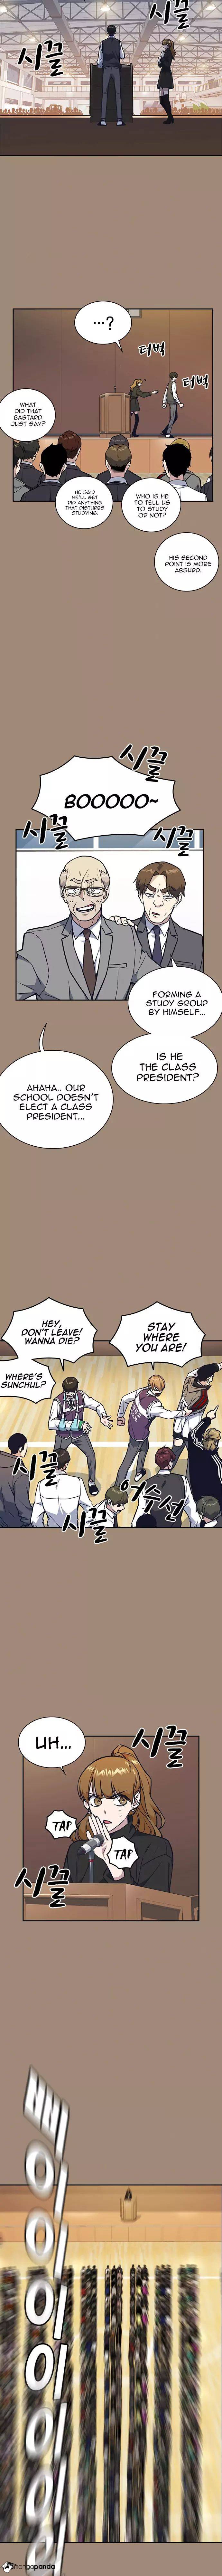 시끌
시끌
...?
터벅
터벅
WHAT
DID THAT
BASTARD
JUST SAY?
HE SAID
HE'LL GET
RID ANYTHING
THAT DISTURBS
STUDYING.
WHO IS HE
TO TELL US
TO STUDY
OR NOT?
HIS SECOND
POINT IS MORE
ABSURD.
시끌
BOOOOO~
시끌
시끌
FORMING A
STUDY GROUP
BY HIMSELF...
IS HE
THE CLASS
PRESIDENT?
AHAHA.. OUR
SCHOOL DOESN'T
ELECT A CLASS
PRESIDENT...
HEY,
DON'T LEAVE!
WANNA DIE?
STAY
WHERE
YOU ARE!
WHERE'S
SUNCHUL?
시끌
어수선
시끌
UH...
시끌
TAP
TAP
시끌
삐이이이이이
mangapanda